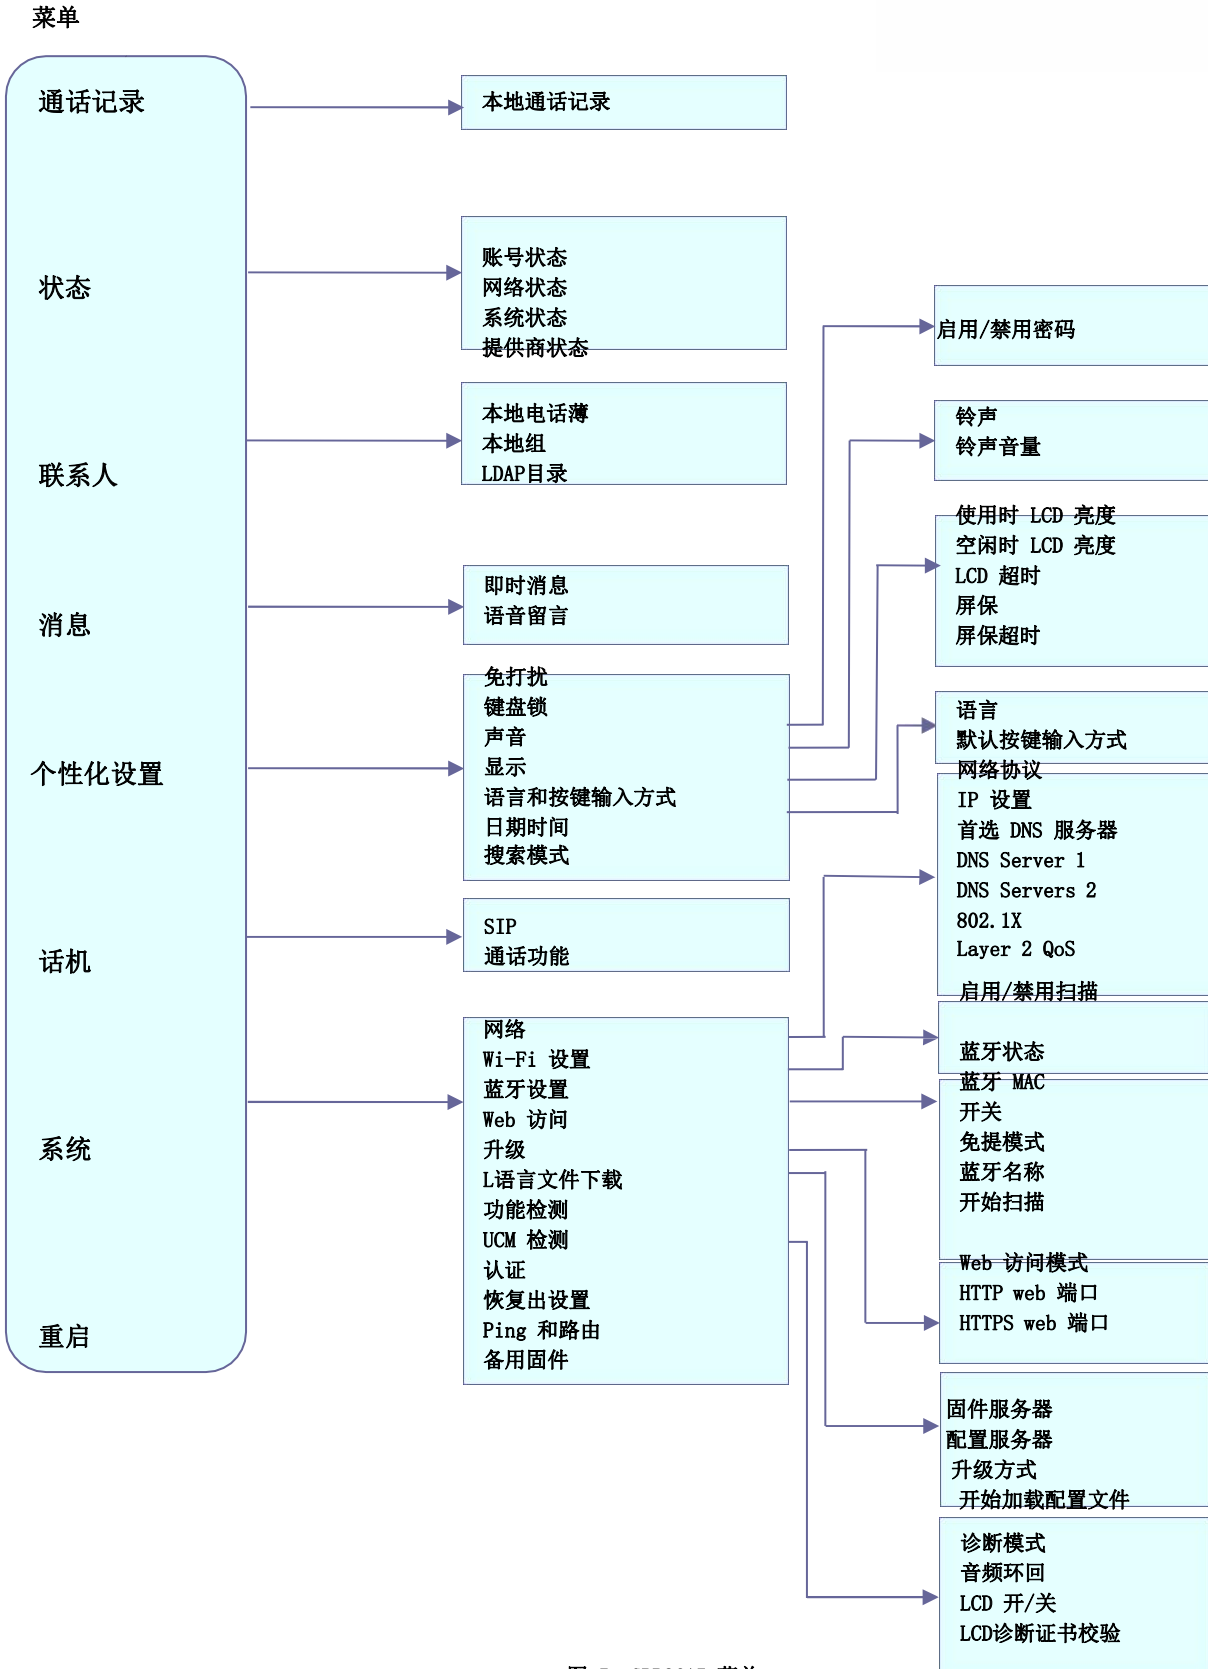 菜单
通话记录
状态
联系人
消息
个性化设置
话机
系统
重启
本地通话记录
账号状态
网络状态
系统状态
提供商状态
本地电话薄
本地组
LDAP目录
即时消息
语音留言
免打扰
键盘锁
声音
显示
语言和按键输入方式
日期时间
搜索模式
SIP
通话功能
网络
Wi-Fi 设置
蓝牙设置
Web 访问
升级
L语言文件下载
功能检测
UCM 检测
认证
恢复出设置
Ping 和路由
备用固件
启用/禁用密码
铃声
铃声音量
使用时 LCD 亮度
空闲时 LCD 亮度
LCD 超时
屏保
屏保超时
语言
默认按键输入方式
网络协议
IP 设置
首选 DNS 服务器
DNS Server 1
DNS Servers 2
802.1X
Layer 2 QoS
启用/禁用扫描
蓝牙状态
蓝牙 MAC
开关
免提模式
蓝牙名称
开始扫描
Web 访问模式
HTTP web 端口
HTTPS web 端口
固件服务器
配置服务器
升级方式
开始加载配置文件
诊断模式
音频环回
LCD 开/关
LCD诊断证书校验